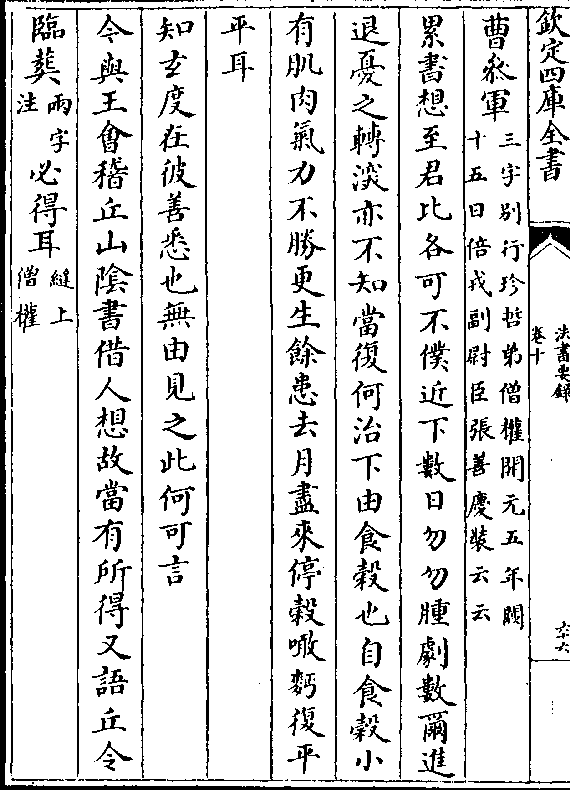 欽定四庫全書
法書要錄
卷十
六六
曹參軍三字别行珍哲弟僧權開元五年閏
十五日倍戎副尉臣張善慶裝云云
累書想至君比各可不僕近下數日勿勿腫劇數爾進
退憂之轉深亦不知當復何治下由食穀也自食穀小
有肌肉氣力不勝更生餘患去月盡來停穀噉麪復平
平耳
知玄度在彼善悉也無由見之此何可言
令與王會稽丘山陰書借人想故當有所得又語丘令
臨葬兩字注必得耳縫上僧權